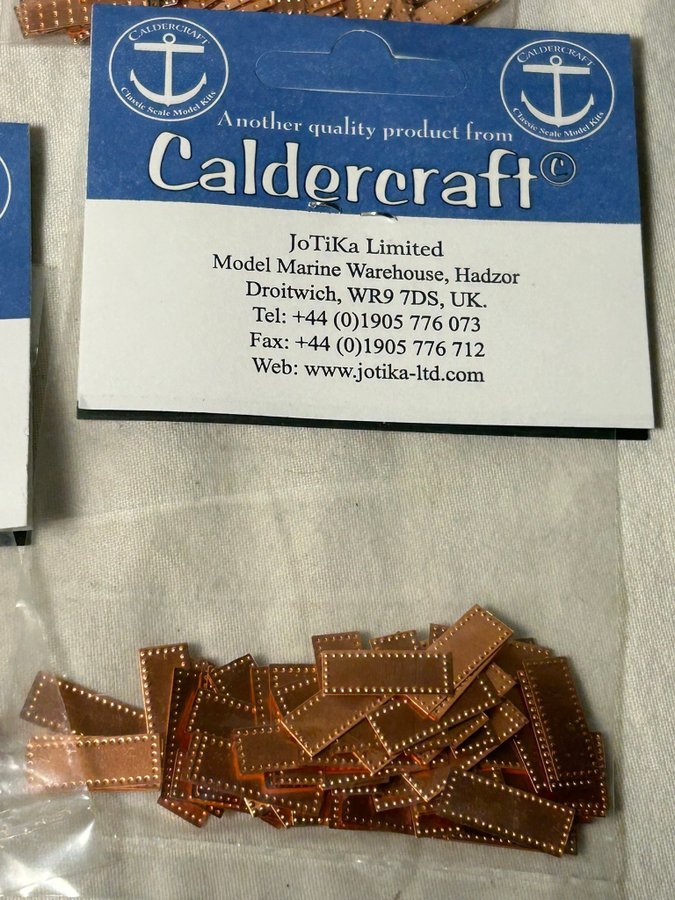 CALDERCRAFT
Classic Scale Model Kits
CALDERCRAFT
Classic Scale Model Kits
Another quality product from
Caldercraft©
JoTiKa Limited
Model Marine Warehouse, Hadzor
Droitwich, WR9 7DS, UK.
Tel: +44 (0)1905 776 073
Fax: +44 (0)1905 776 712
Web: www.jotika-ltd.com